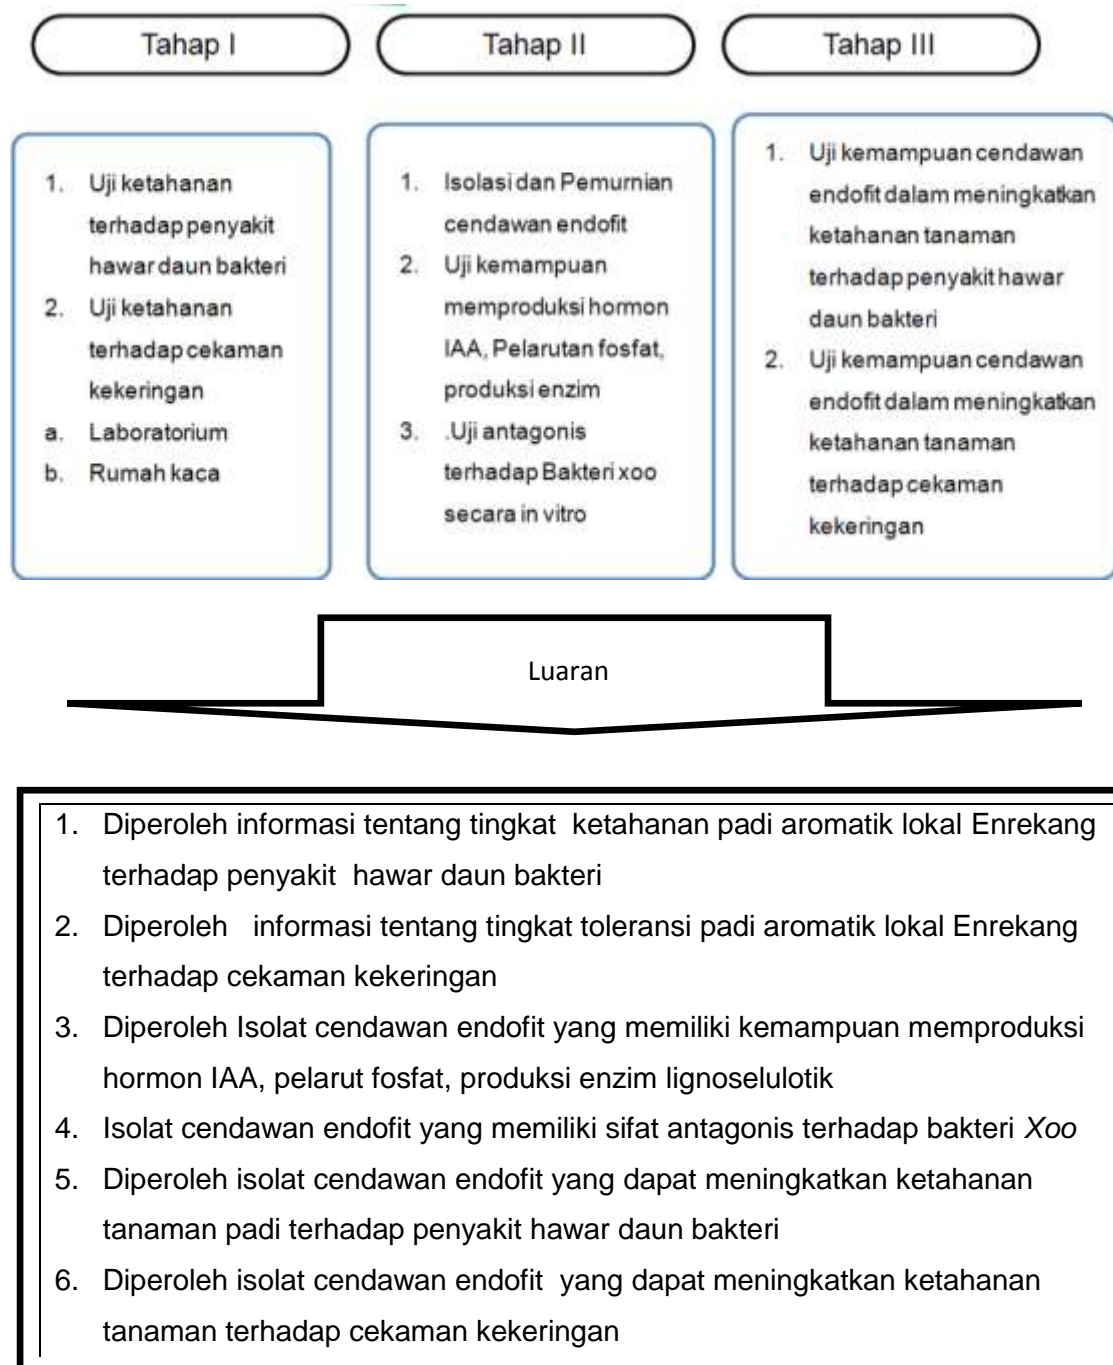 Tahap I
Tahap II
Tahap III
1. Uji ketahanan
terhadap penyakit
hawar daun bakteri
2. Uji ketahanan
terhadap cekaman
kekeringan
a. Laboratorium
b. Rumah kaca
1. Isolasi dan Pemurnian
cendawan endofit
2. Uji kemampuan
memproduksi hormon
IAA, Pelarutan fosfat,
produksi enzim
3. .Uji antagonis
terhadap Bakteri xoo
secara in vitro
1. Uji kemampuan cendawan
endofit dalam meningkatkan
ketahanan tanaman
terhadap penyakit hawar
daun bakteri
2. Uji kemampuan cendawan
endofit dalam meningkatkan
ketahanan tanaman
terhadap cekaman
kekeringan
Luaran
1. Diperoleh informasi tentang tingkat ketahanan padi aromatik lokal Enrekang
terhadap penyakit hawar daun bakteri
2. Diperoleh informasi tentang tingkat toleransi padi aromatik lokal Enrekang
terhadap cekaman kekeringan
3. Diperoleh Isolat cendawan endofit yang memiliki kemampuan memproduksi
hormon IAA, pelarut fosfat, produksi enzim lignoselulotik
4. Isolat cendawan endofit yang memiliki sifat antagonis terhadap bakteri Xoo
5. Diperoleh isolat cendawan endofit yang dapat meningkatkan ketahanan
tanaman padi terhadap penyakit hawar daun bakteri
6. Diperoleh isolat cendawan endofit yang dapat meningkatkan ketahanan
tanaman terhadap cekaman kekeringan